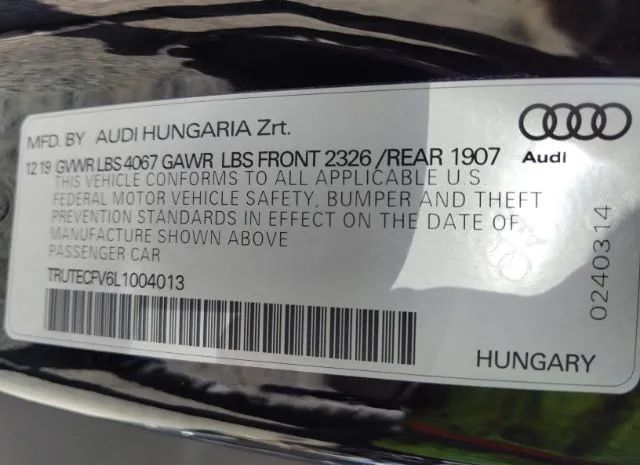 MFD. BY AUDI HUNGARIA Zrt.
12 19 GVWR LBS 4067 GAWR LBS FRONT 2326 /REAR 1907
THIS VEHICLE CONFORMS TO ALL APPLICABLE U.S.
FEDERAL MOTOR VEHICLE SAFETY, BUMPER AND THEFT
PREVENTION STANDARDS IN EFFECT ON THE DATE OF
MANUFACTURE SHOWN ABOVE
PASSENGER CAR
TRUTECFV6L1004013
Audi
0240314
HUNGARY